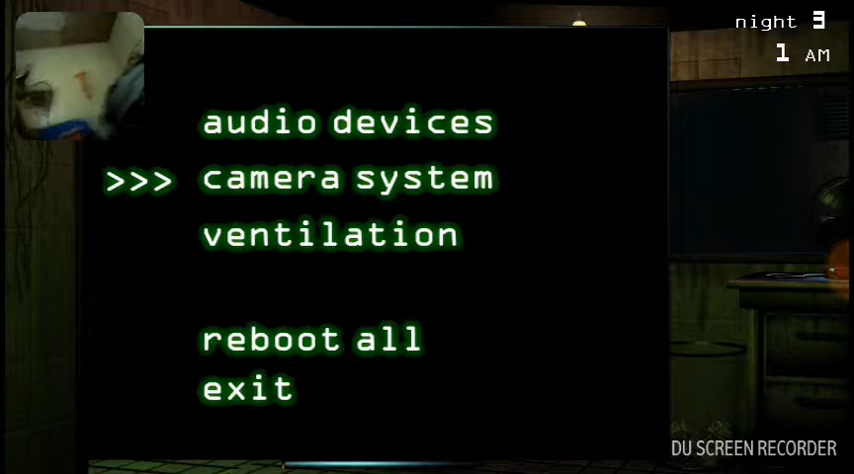 night 3
1 AM
audio devices
>>> camera system
ventilation
reboot all
exit
DU SCREEN RECORDER